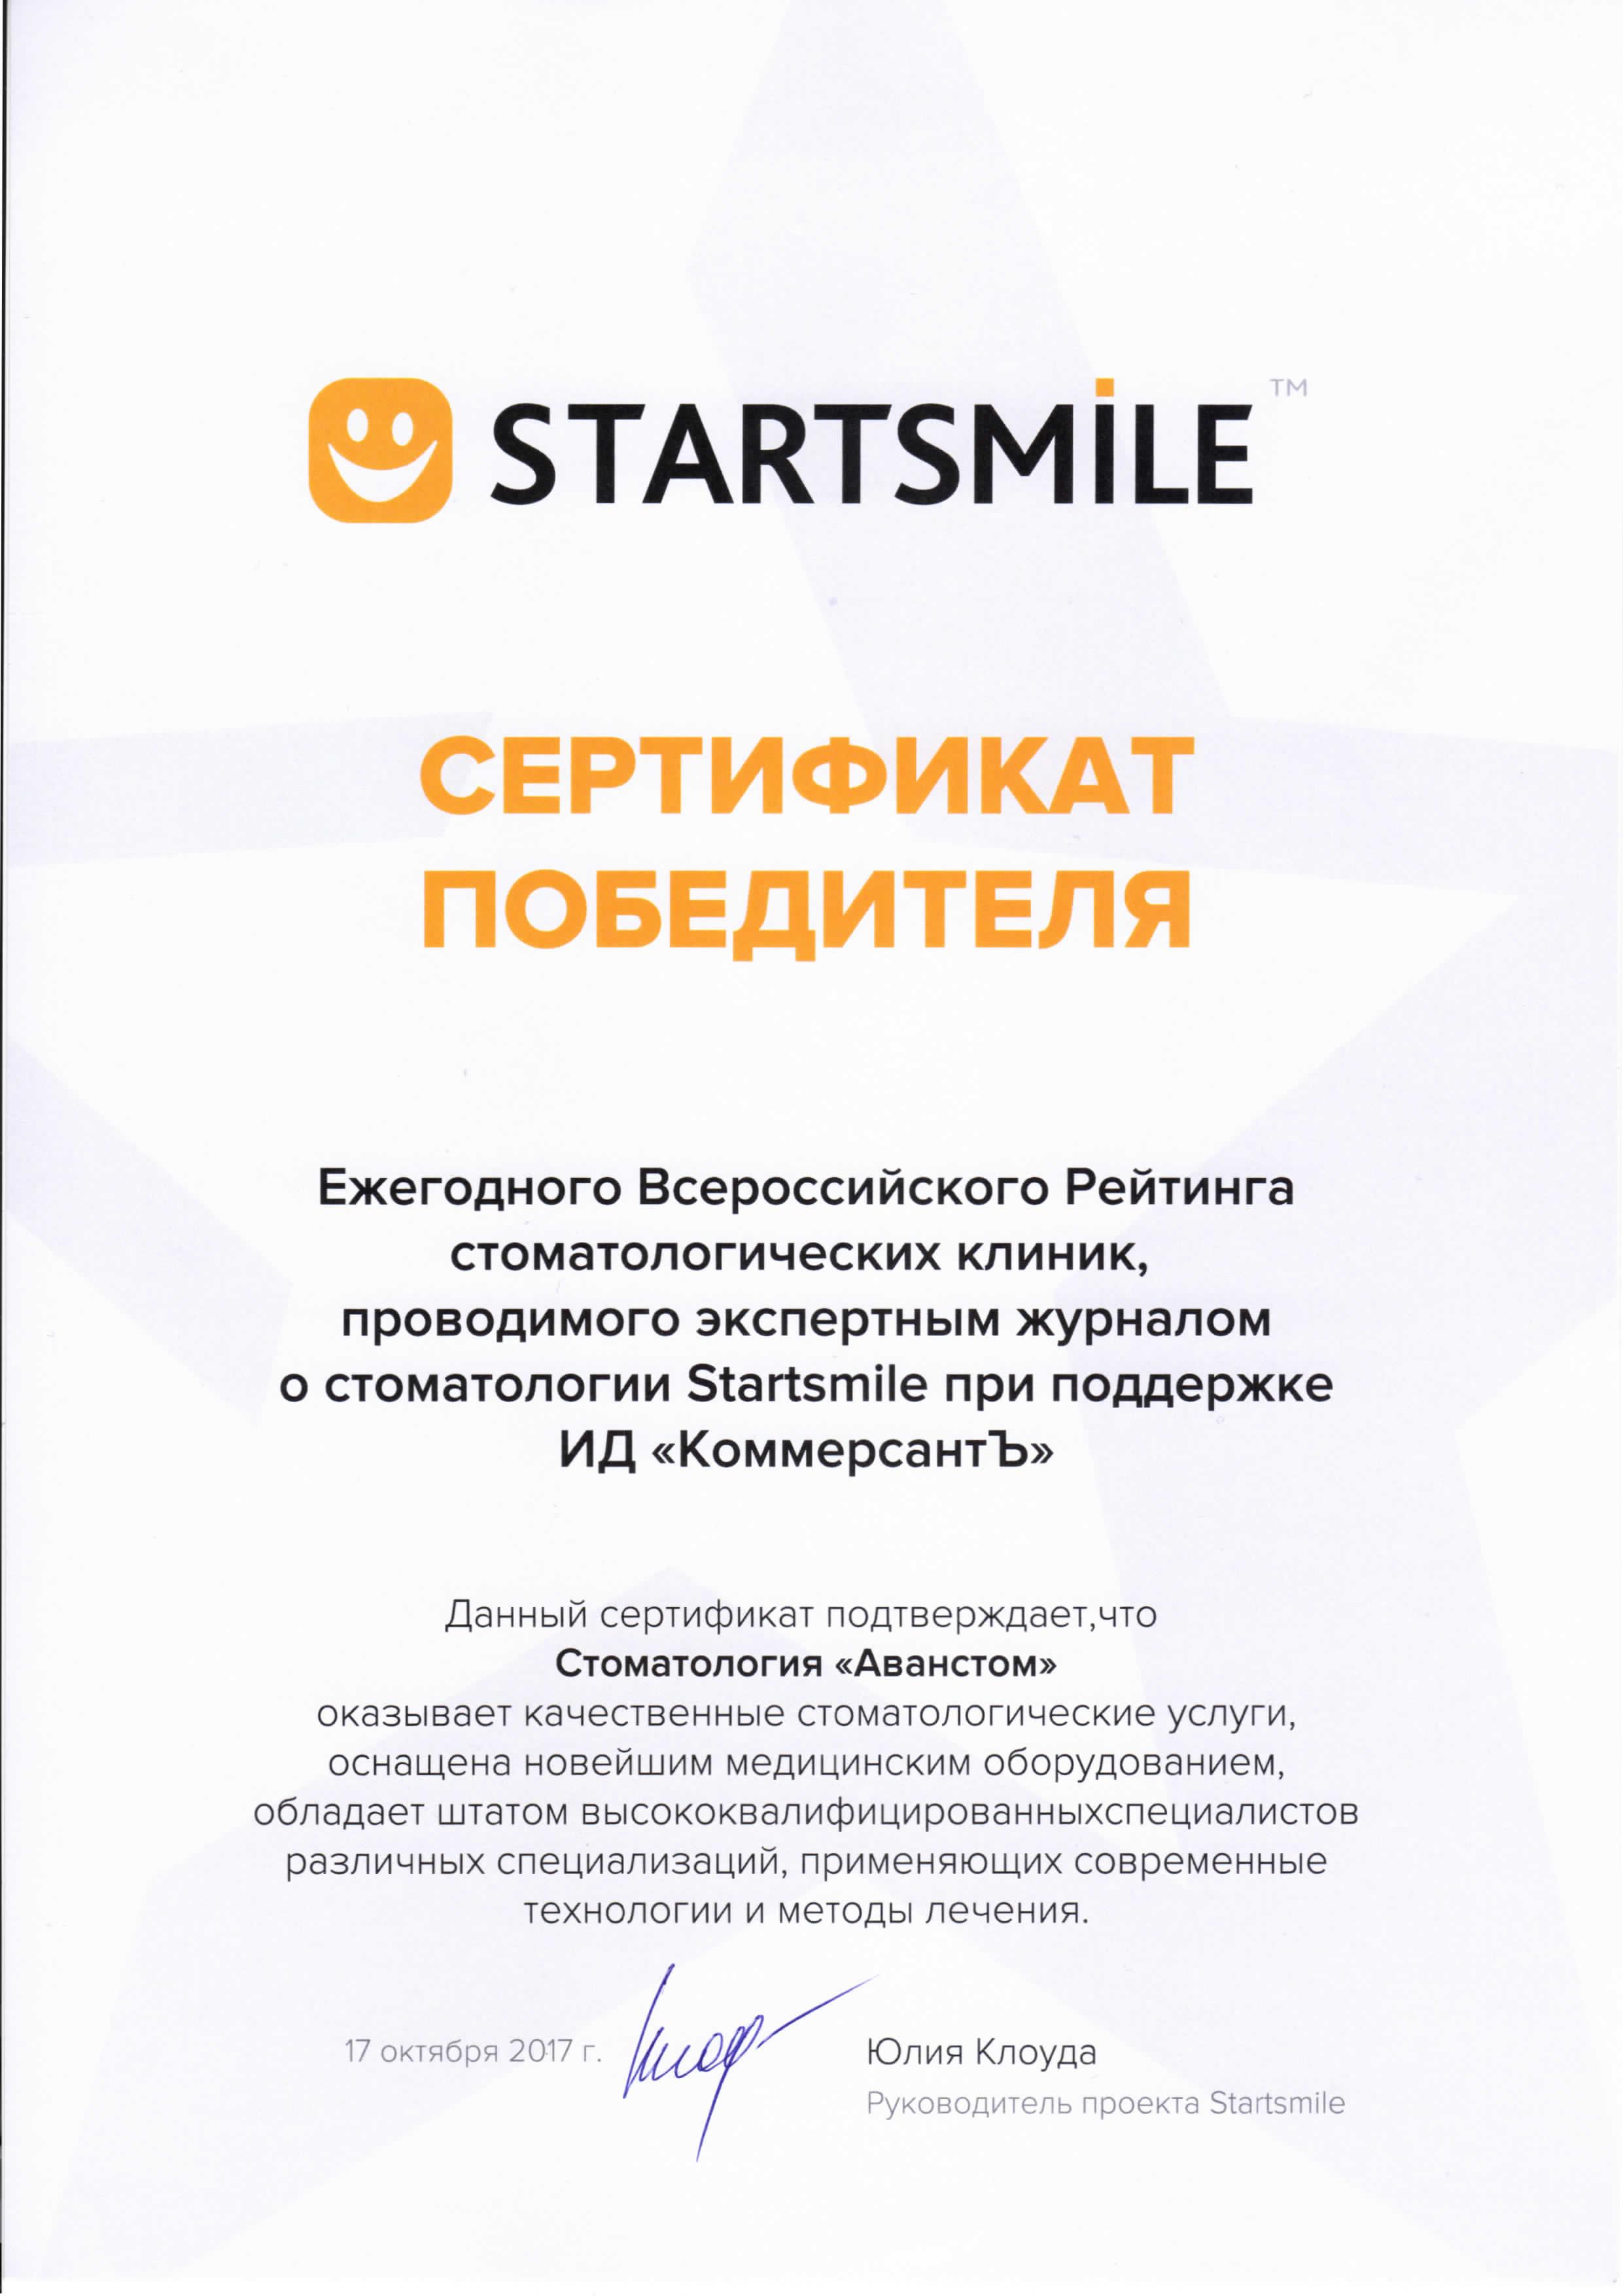 STARTSMILE ™
СЕРТИФИКАТ
ПОБЕДИТЕЛЯ
Ежегодного Всероссийского Рейтинга
стоматологических клиник,
проводимого экспертным журналом
о стоматологии Startsmile при поддержке
ИД «КоммерсантЪ»
Данный сертификат подтверждает,что
Стоматология «Аванстом»
оказывает качественные стоматологические услуги,
оснащена новейшим медицинским оборудованием,
обладает штатом высококвалифицированныхспециалистов
различных специализаций, применяющих современные
технологии и методы лечения.
17 октября 2017 г.
Юлия Клоуда
Руководитель проекта Startsmile